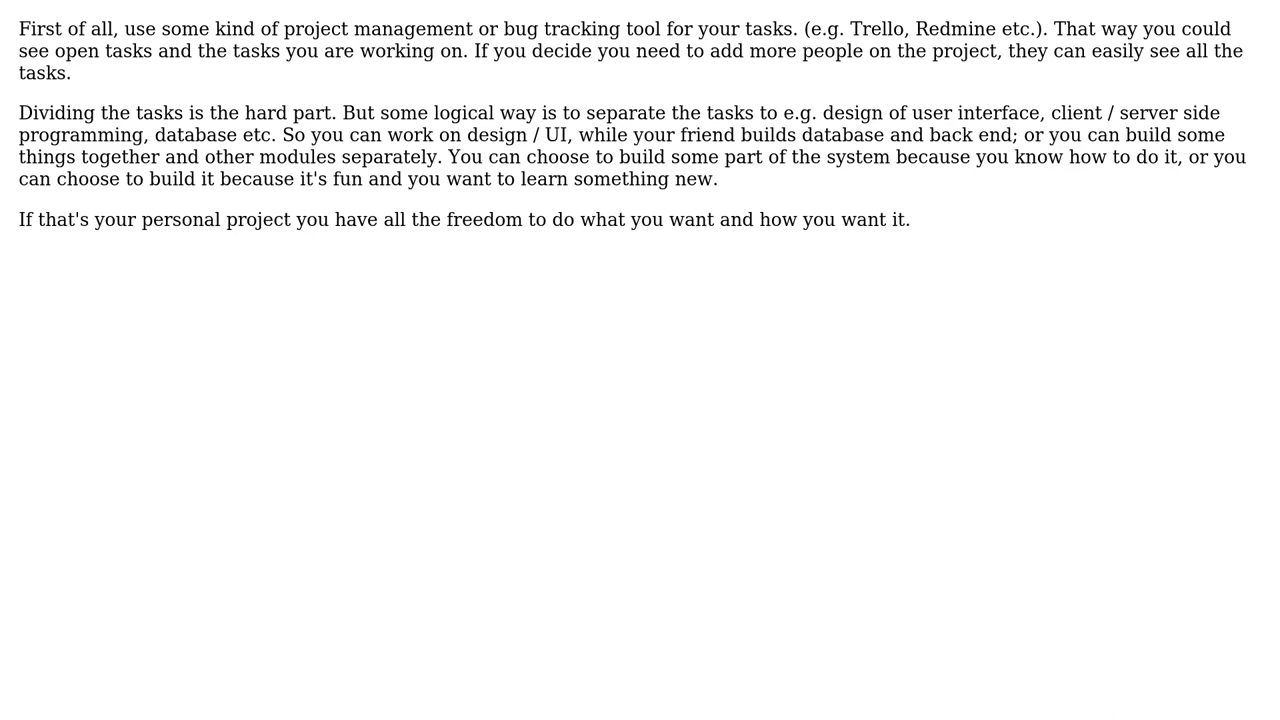 First of all, use some kind of project management or bug tracking tool for your tasks. (e.g. Trello, Redmine etc.). That way you could
see open tasks and the tasks you are working on. If you decide you need to add more people on the project, they can easily see all the
tasks.
Dividing the tasks is the hard part. But some logical way is to separate the tasks to e.g. design of user interface, client / server side
programming, database etc. So you can work on design / UI, while your friend builds database and back end; or you can build some
things together and other modules separately. You can choose to build some part of the system because you know how to do it, or you
can choose to build it because it's fun and you want to learn something new.
If that's your personal project you have all the freedom to do what you want and how you want it.